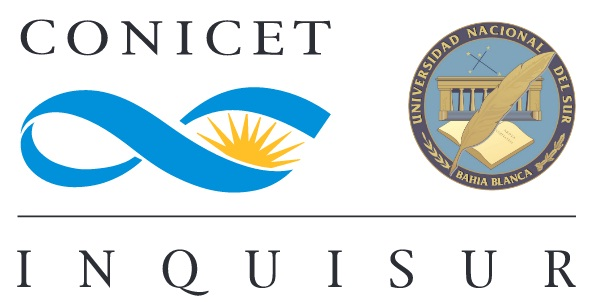 CONICET
UNIVERSIDAD NACIONAL DEL SUR
BAHIA BLANCA
INQUISUR